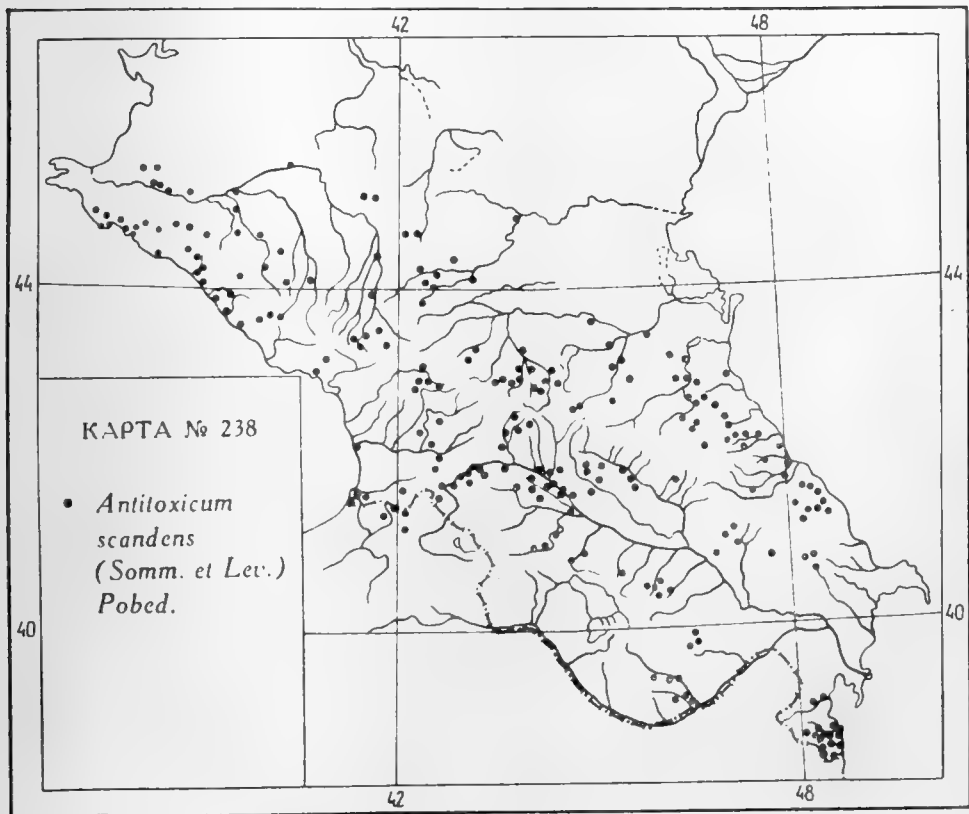 42 48
44 44
КАРТА № 238
• Antitoxicum
scandens
(Somm. et Lev.)
Pobed.
40 40
42 48